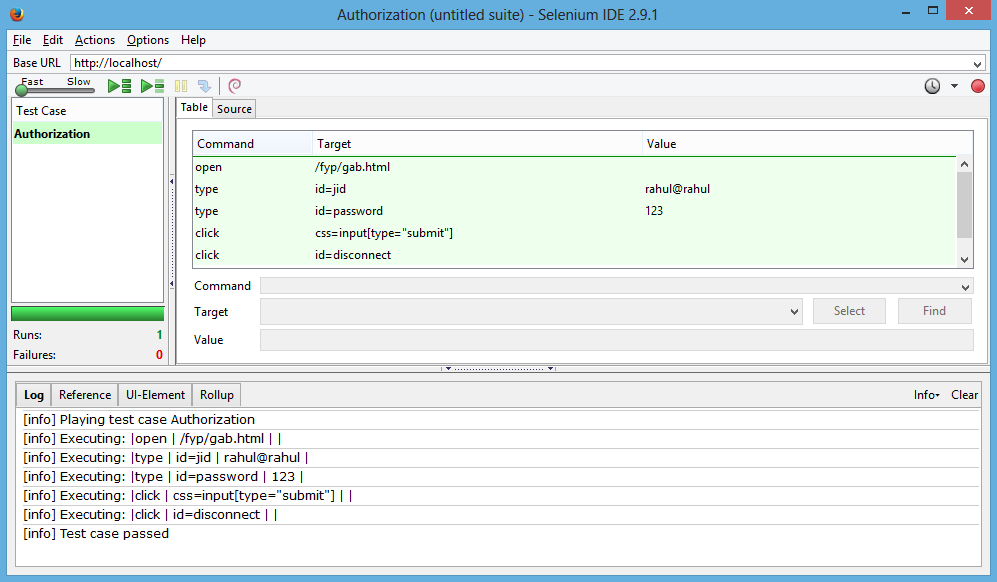 Authorization (untitled suite) - Selenium IDE 2.9.1
File Edit Actions Options Help
Base URL http://localhost/
Fast Slow
Test Case
Authorization
Runs: 1
Failures: 0
Table Source
Command Target Value
open /fyp/gab.html
type id=jid rahul@rahul
type id=password 123
click css=input[type="submit"]
click id=disconnect
Command
Target Select Find
Value
Log Reference UI-Element Rollup Info Clear
[info] Playing test case Authorization
[info] Executing: |open | /fyp/gab.html | |
[info] Executing: |type | id=jid | rahul@rahul |
[info] Executing: |type | id=password | 123 |
[info] Executing: |click | css=input[type="submit"] | |
[info] Executing: |click | id=disconnect | |
[info] Test case passed